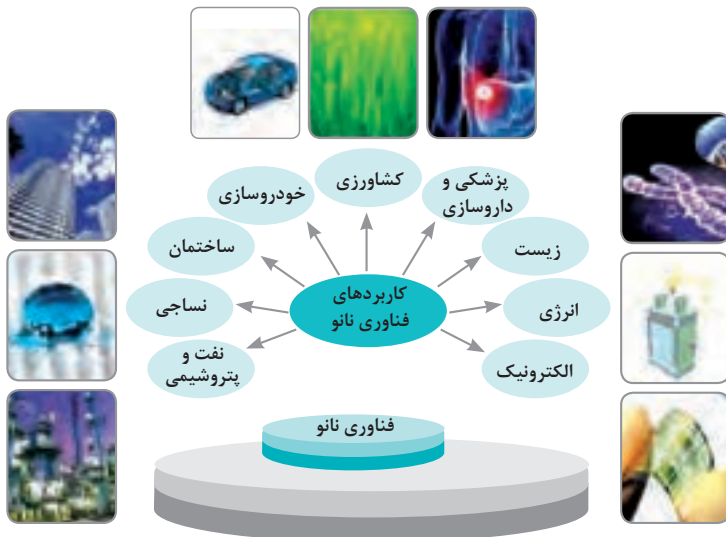 کشاورزی
پزشکی و
داروسازی
خودروسازی
زیست
ساختمان
انرژی
کاربردهای
فناوری نانو
نساجی
الکترونیک
نفت و
پتروشیمی
فناوری نانو